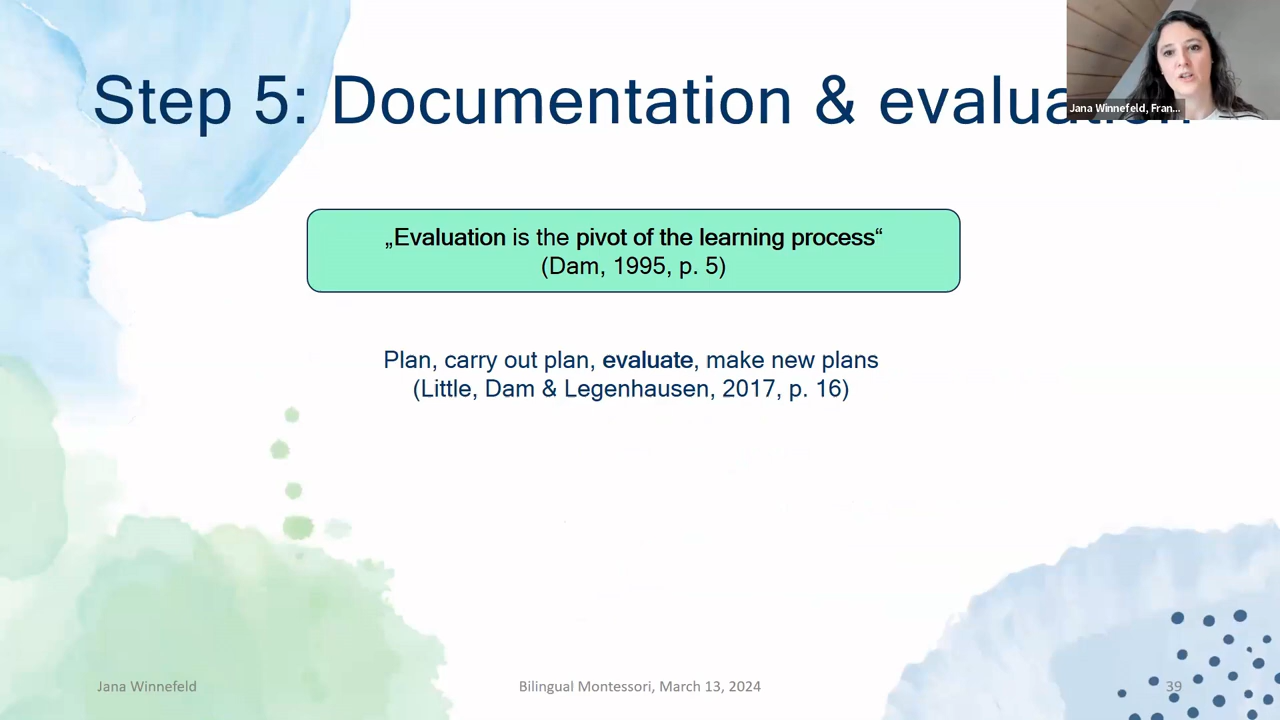 Step 5: Documentation & evaluation
Jana Winnefeld, Fran...
„Evaluation is the pivot of the learning process“
(Dam, 1995, p. 5)
Plan, carry out plan, evaluate, make new plans
(Little, Dam & Legenhausen, 2017, p. 16)
Jana Winnefeld
Bilingual Montessori, March 13, 2024
39